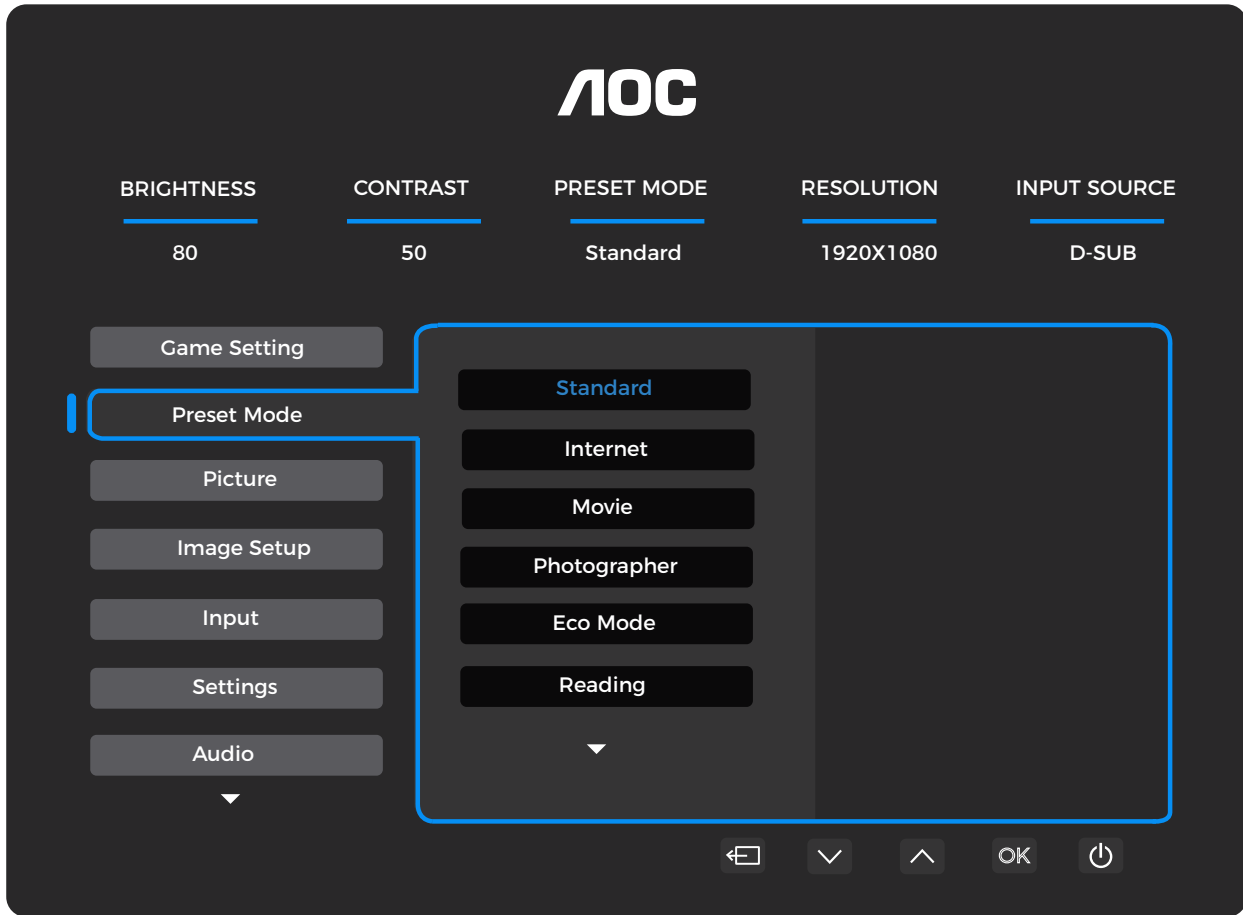 AOC
BRIGHTNESS CONTRAST PRESET MODE RESOLUTION INPUT SOURCE
80 50 Standard 1920X1080 D-SUB
Game Setting
Preset Mode
Picture
Image Setup
Input
Settings
Audio
Standard
Internet
Movie
Photographer
Eco Mode
Reading
OK